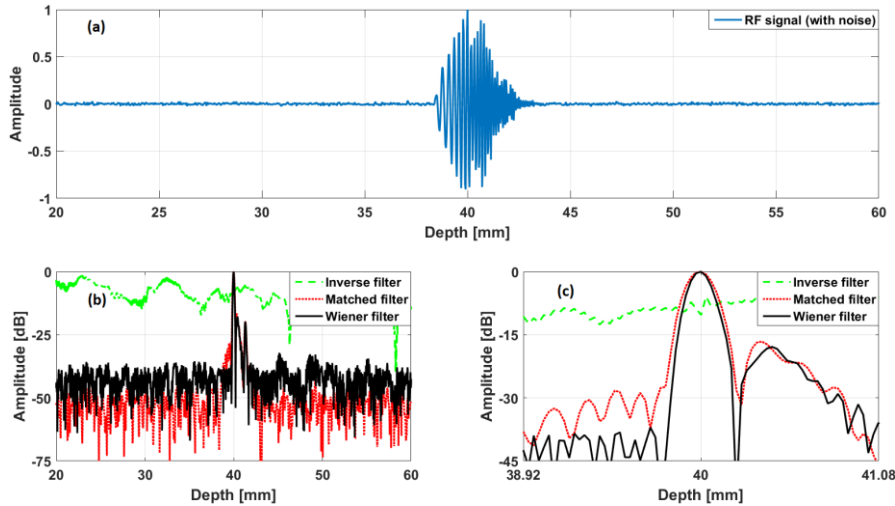 (a)
RF signal (with noise)
Amplitude
1
0.5
0
-0.5
-1
20 25 30 35 40 45 50 55 60
Depth [mm]
(b)
Inverse filter
Matched filter
Wiener filter
Amplitude [dB]
0
-25
-50
-75
20 30 40 50 60
Depth [mm]
(c)
Inverse filter
Matched filter
Wiener filter
Amplitude [dB]
0
-15
-30
-45
38.92 40 41.08
Depth [mm]